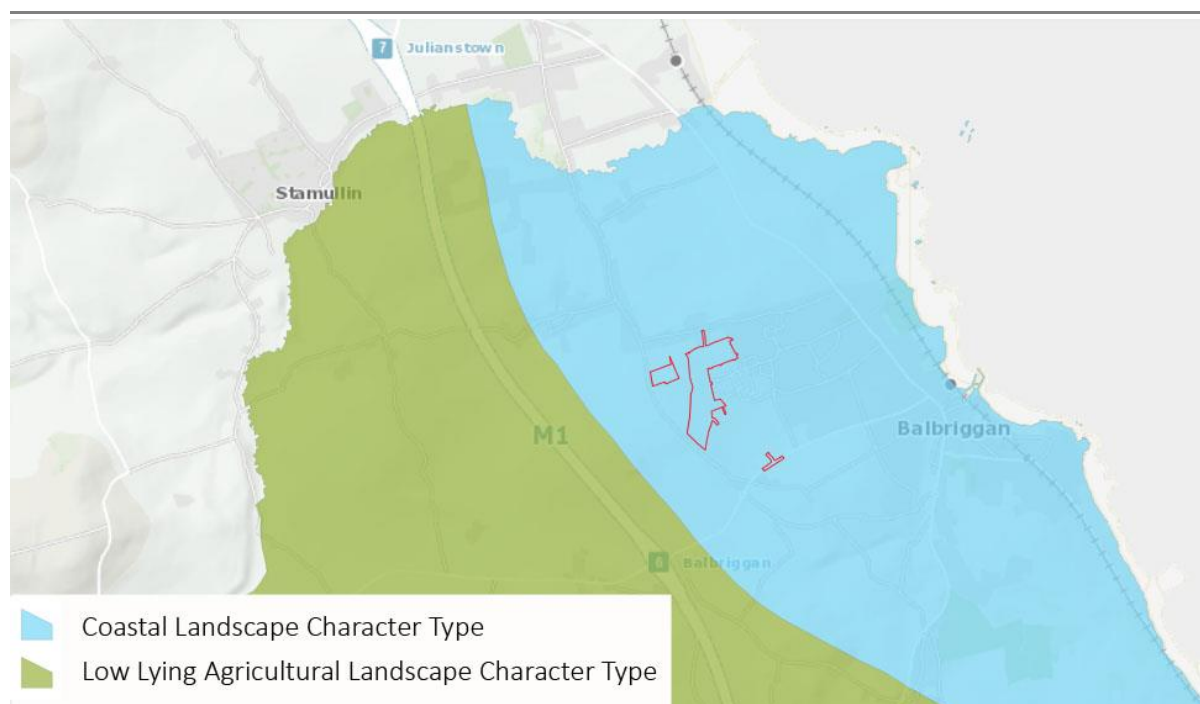 7 Julianstown
Stamullin
M1
Balbriggan
6 Balbriggan
Coastal Landscape Character Type
Low Lying Agricultural Landscape Character Type